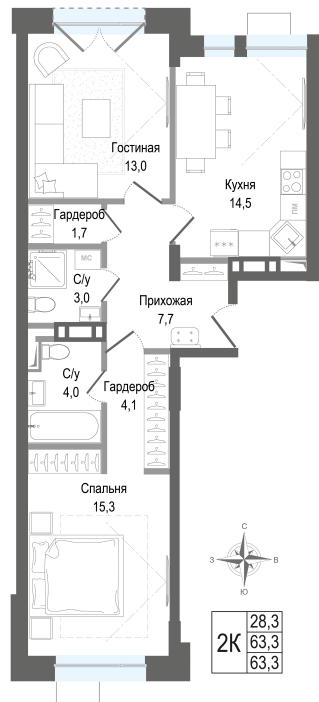 Гостиная
13,0
Кухня
14,5
ПМ
***
Гардероб
1,7
МС
С/у
3,0
Прихожая
7,7
С/у
4,0
Гардероб
4,1
Спальня
15,3
С
З
В
Ю
2К
28,3
63,3
63,3